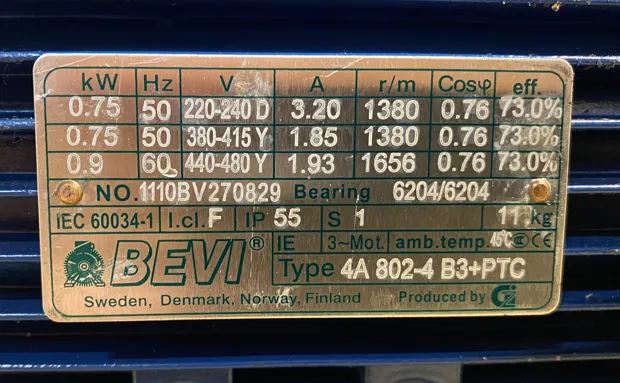 kW Hz V A r/m Cosφ eff.
0.75 50 220-240 D 3.20 1380 0.76 73.0%
0.75 50 380-415 Y 1.85 1380 0.76 73.0%
0.9 60 440-480 Y 1.93 1656 0.76 73.0%
NO. 1110BV270829 Bearing 6204/6204
IEC 60034-1 I.cl. F IP 55 S 1 11 kg
BEVI® IE 3~Mot. amb.temp. 45℃ CCC CE
Type 4A 802-4 B3+PTC
Sweden, Denmark, Norway, Finland Produced by